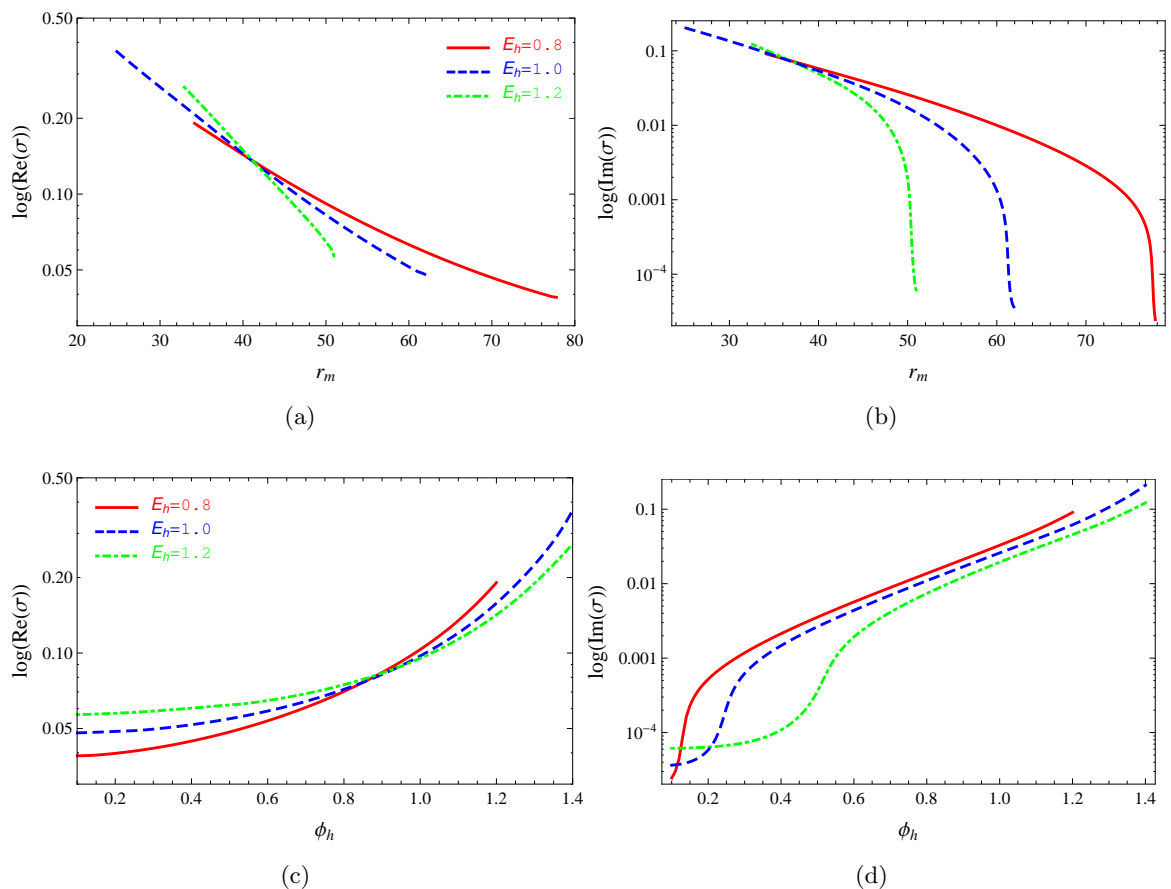 0.50
0.20
0.10
0.05
log(Re(σ))
E_h=0.8
E_h=1.0
E_h=1.2
20 30 40 50 60 70 80
r_m
(a)
0.1
0.01
0.001
10^{-4}
log(Im(σ))
40 60 70
30 40 50 60 70
r_m
(b)
0.50
0.20
0.10
0.05
log(Re(σ))
E_h=0.8
E_h=1.0
E_h=1.2
0.2 0.4 0.6 0.8 1.0 1.2 1.4
ϕ_h
(c)
0.1
0.01
0.001
10^{-4}
log(Im(σ))
0.2 0.4 0.6 0.8 1.0 1.2 1.4
ϕ_h
(d)